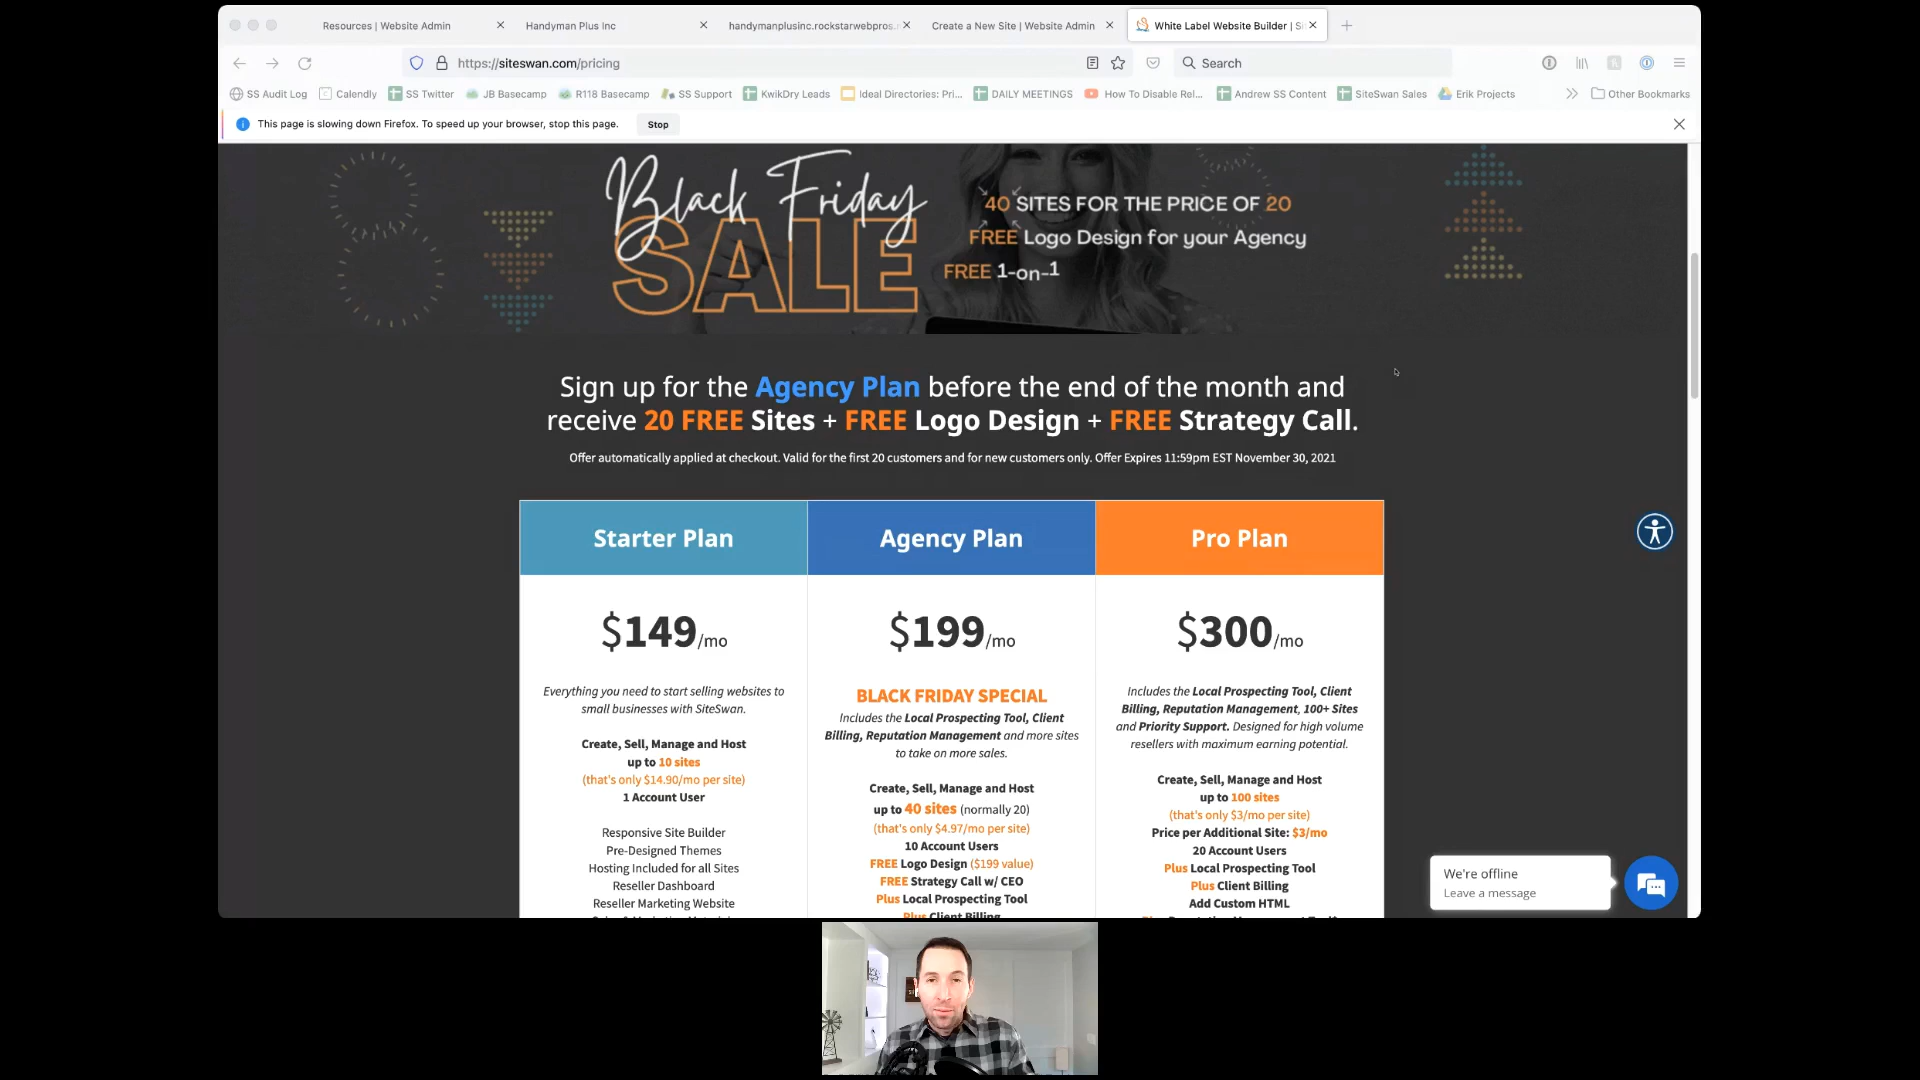 Resources | Website Admin
Handyman Plus Inc
handymanplusinc.rockstarwebpros.
Create a New Site | Website Admin
White Label Website Builder | Si
https://siteswan.com/pricing
Search
SS Audit Log
Calendly
SS Twitter
JB Basecamp
R118 Basecamp
SS Support
KwikDry Leads
Ideal Directories: Pri...
DAILY MEETINGS
How To Disable Rel...
Andrew SS Content
SiteSwan Sales
Erik Projects
Other Bookmarks
This page is slowing down Firefox. To speed up your browser, stop this page.
Stop
Black Friday
SALE
40 SITES FOR THE PRICE OF 20
FREE Logo Design for your Agency
FREE 1-on-1
Sign up for the Agency Plan before the end of the month and
receive 20 FREE Sites + FREE Logo Design + FREE Strategy Call.
Offer automatically applied at checkout. Valid for the first 20 customers and for new customers only. Offer Expires 11:59pm EST November 30, 2021
Starter Plan
$149/mo
Everything you need to start selling websites to
small businesses with SiteSwan.
Create, Sell, Manage and Host
up to 10 sites
(that's only $14.90/mo per site)
1 Account User
Responsive Site Builder
Pre-Designed Themes
Hosting Included for all Sites
Reseller Dashboard
Reseller Marketing Website
Agency Plan
$199/mo
BLACK FRIDAY SPECIAL
Includes the Local Prospecting Tool, Client
Billing, Reputation Management and more sites
to take on more sales.
Create, Sell, Manage and Host
up to 40 sites (normally 20)
(that's only $4.97/mo per site)
10 Account Users
FREE Logo Design ($199 value)
FREE Strategy Call w/ CEO
Plus Local Prospecting Tool
Plus Client Billing
Pro Plan
$300/mo
Includes the Local Prospecting Tool, Client
Billing, Reputation Management, 100+ Sites
and Priority Support. Designed for high volume
resellers with maximum earning potential.
Create, Sell, Manage and Host
up to 100 sites
(that's only $3/mo per site)
Price per Additional Site: $3/mo
20 Account Users
Plus Local Prospecting Tool
Plus Client Billing
Add Custom HTML
We're offline
Leave a message